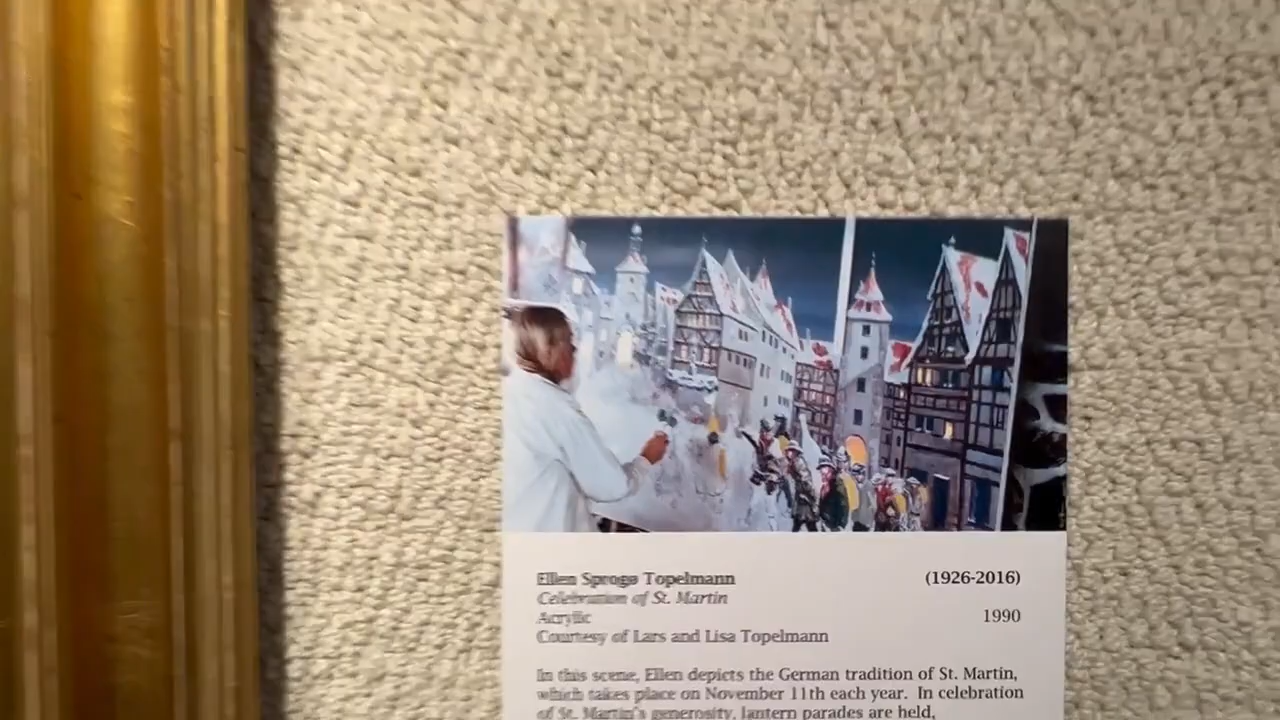 Ellen Sprogø Topelmann (1926-2016)
Celebration of St. Martin
Acrylic 1990
Courtesy of Lars and Lisa Topelmann
In this scene, Ellen depicts the German tradition of St. Martin,
which takes place on November 11th each year. In celebration
of St. Martin's generosity, lantern parades are held,